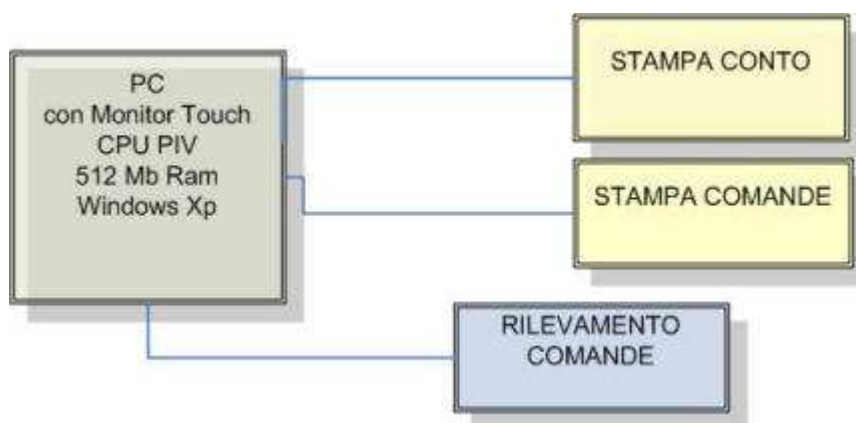 PC
con Monitor Touch
CPU PIV
512 Mb Ram
Windows Xp
STAMPA CONTO
STAMPA COMANDE
RILEVAMENTO
COMANDE